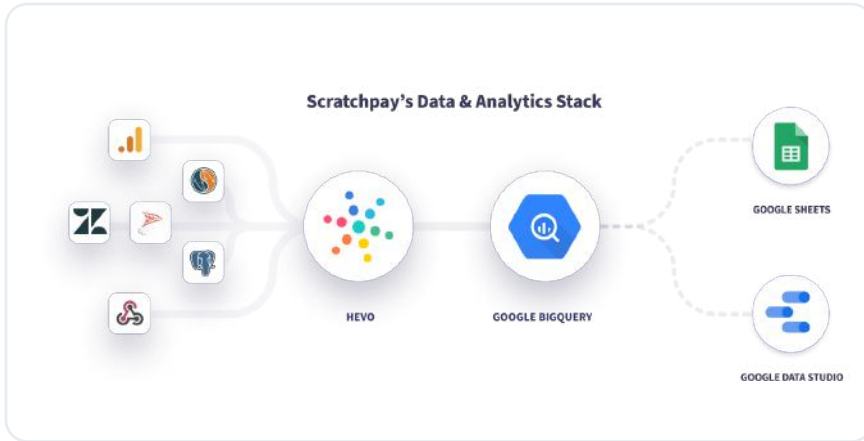 Scratchpay's Data & Analytics Stack
GOOGLE SHEETS
HEVO
GOOGLE BIGQUERY
GOOGLE DATA STUDIO